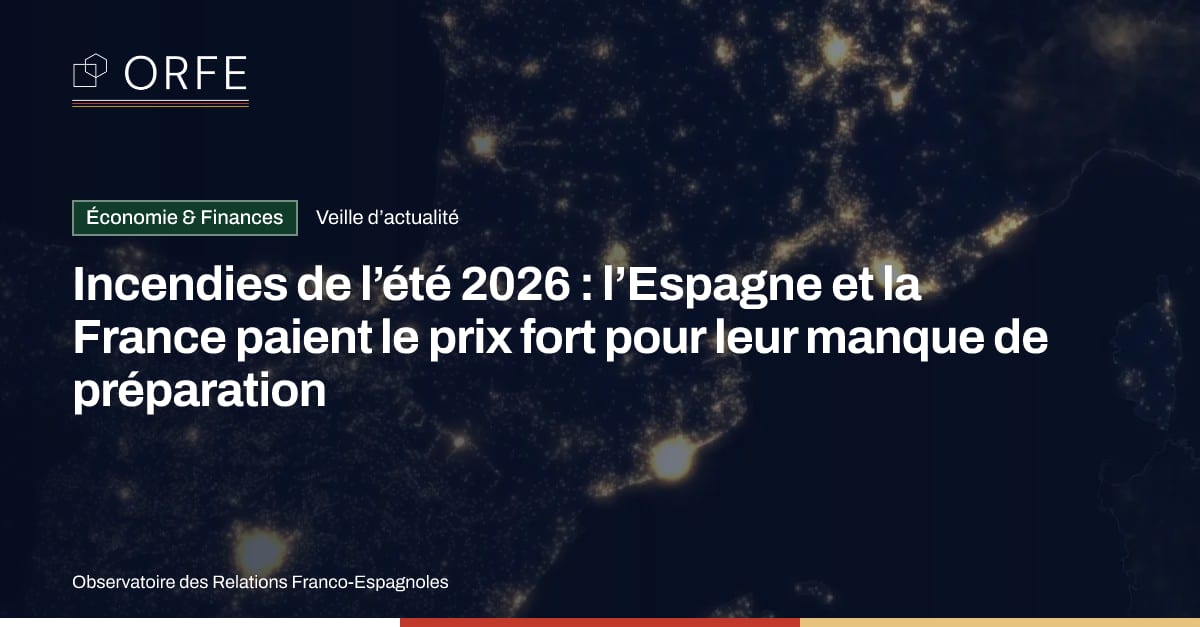 ORFE
Économie & Finances
Veille d’actualité
Incendies de l’été 2026 : l’Espagne et la
France paient le prix fort pour leur manque de
préparation
Observatoire des Relations Franco-Espagnoles